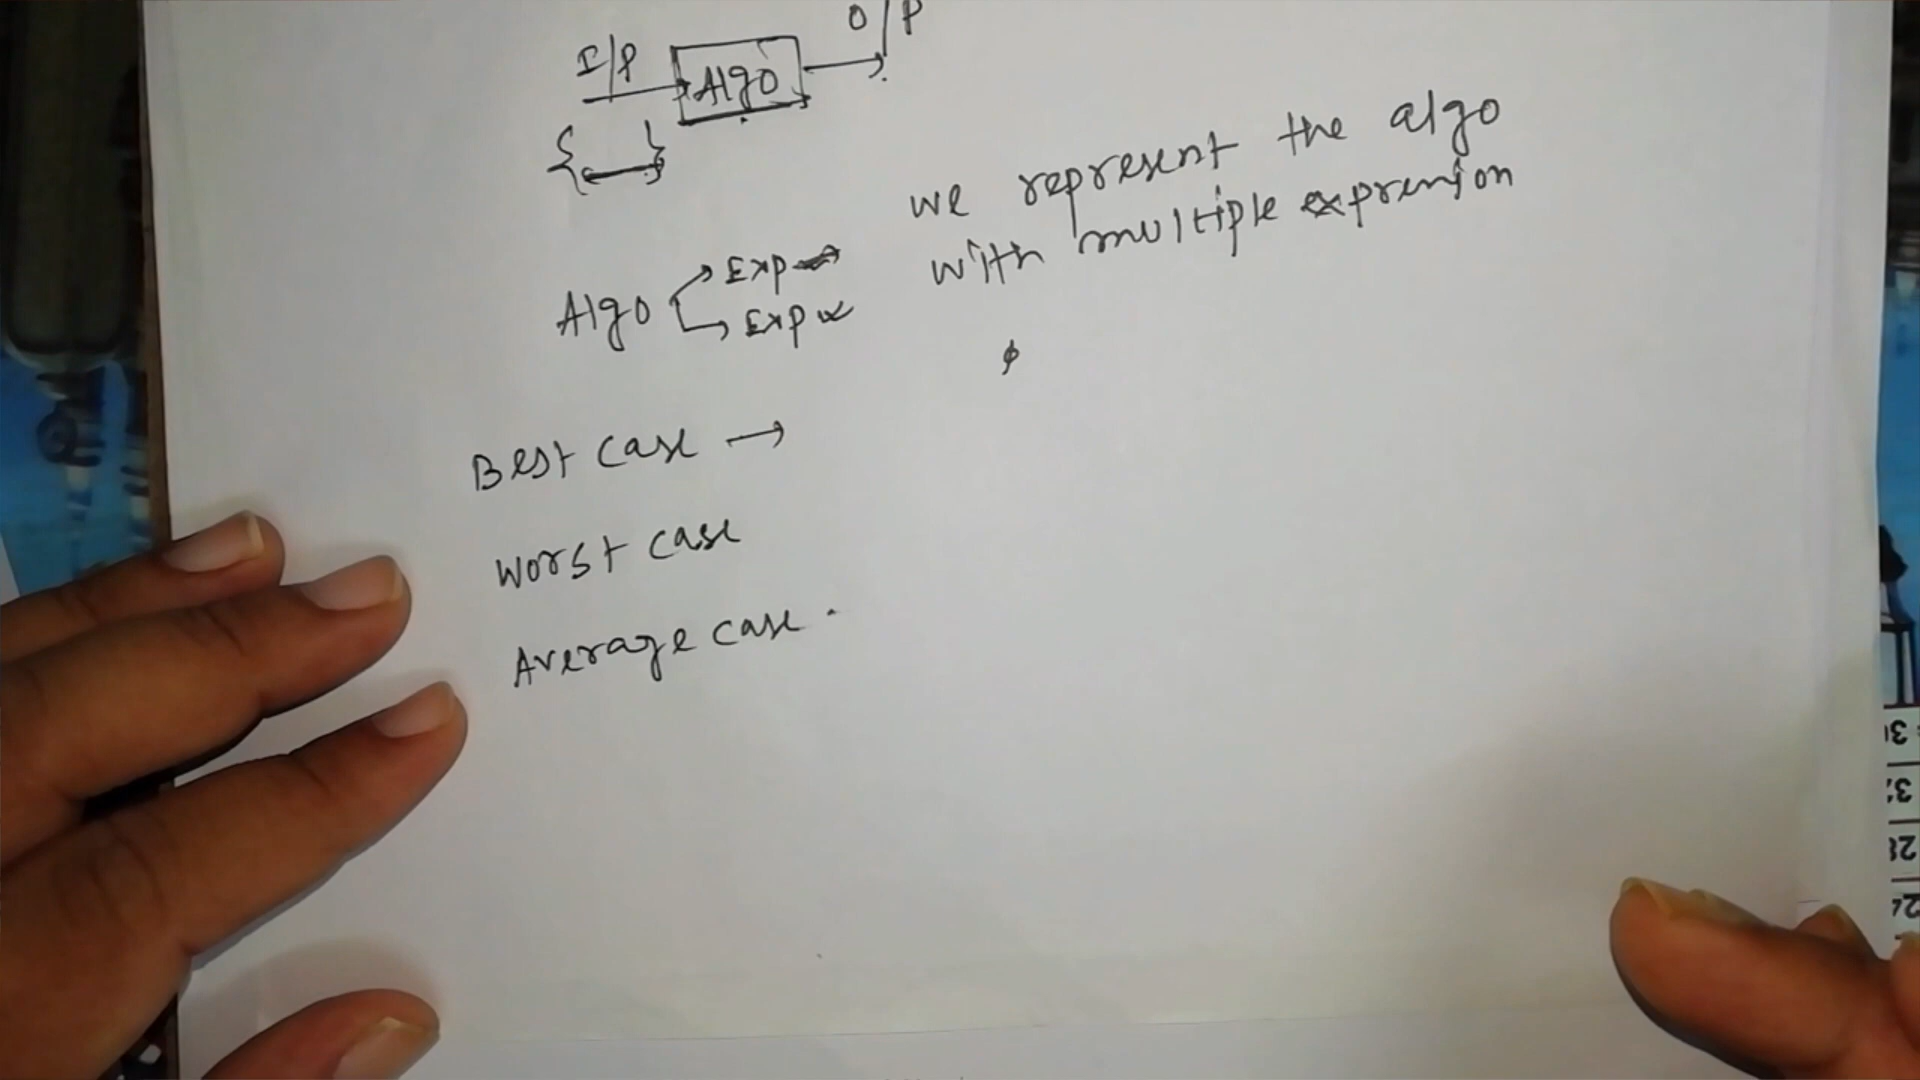 I/P Algo O/P
we represent the algo
with multiple expression
Algo Exp
Exp
Best case →
worst case
Average case.